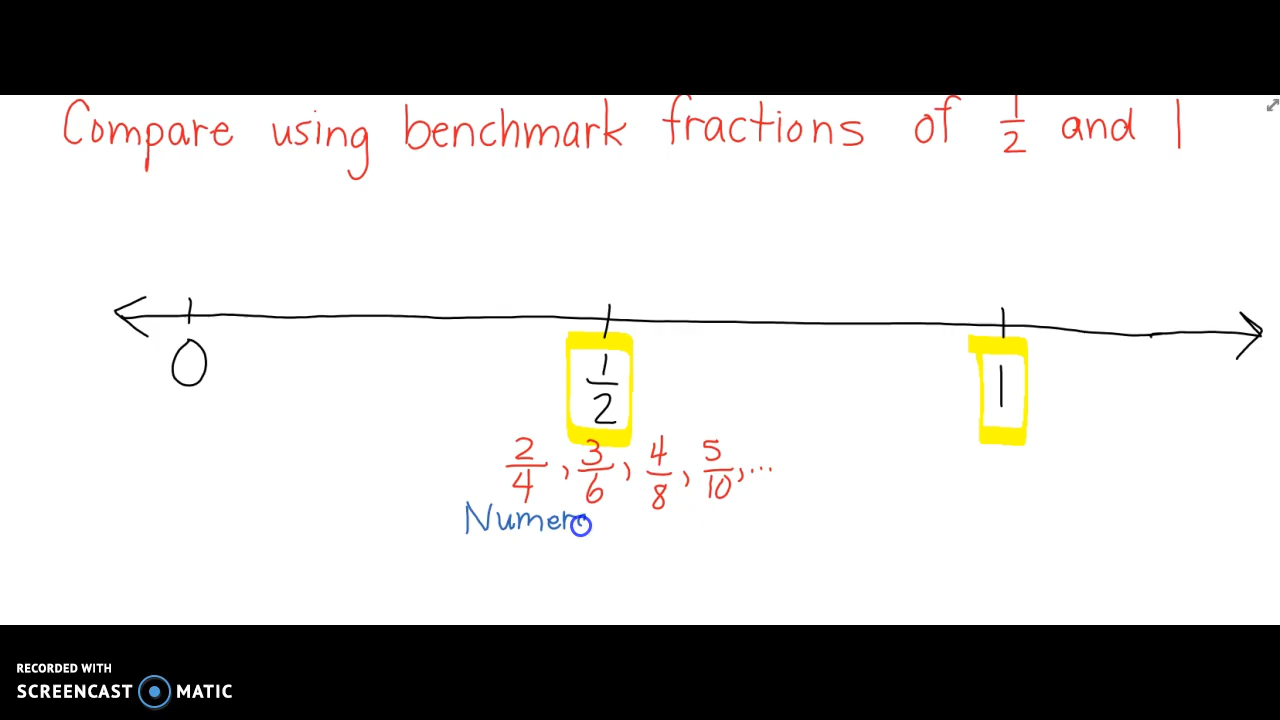 Compare using benchmark fractions of 1/2 and 1
0 1/2 1
2/4, 3/6, 4/8, 5/10, ...
Numer
RECORDED WITH
SCREENCAST MATIC